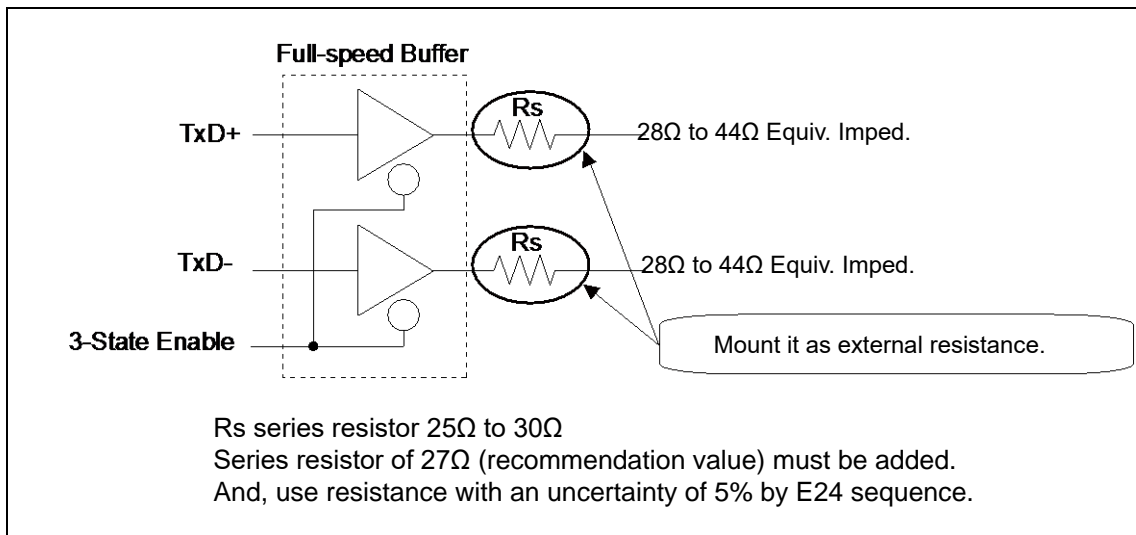 Full-speed Buffer
TxD+
Rs
28Ω to 44Ω Equiv. Imped.
TxD-
Rs
28Ω to 44Ω Equiv. Imped.
3-State Enable
Mount it as external resistance.
Rs series resistor 25Ω to 30Ω
Series resistor of 27Ω (recommendation value) must be added.
And, use resistance with an uncertainty of 5% by E24 sequence.